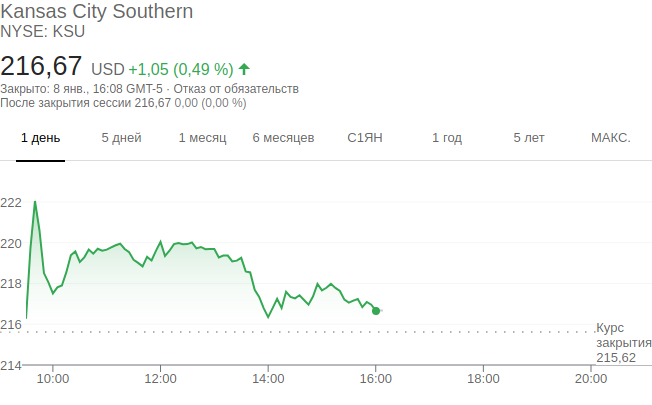 Kansas City Southern
NYSE: KSU
216,67 USD +1,05 (0,49 %)
Закрыто: 8 янв., 16:08 GMT-5 · Отказ от обязательств
После закрытия сессии 216,67 0,00 (0,00 %)
1 день 5 дней 1 месяц 6 месяцев С1ЯН 1 год 5 лет МАКС.
222
220
218
216
Курс
закрытия
215,62
214
10:00 12:00 14:00 16:00 18:00 20:00